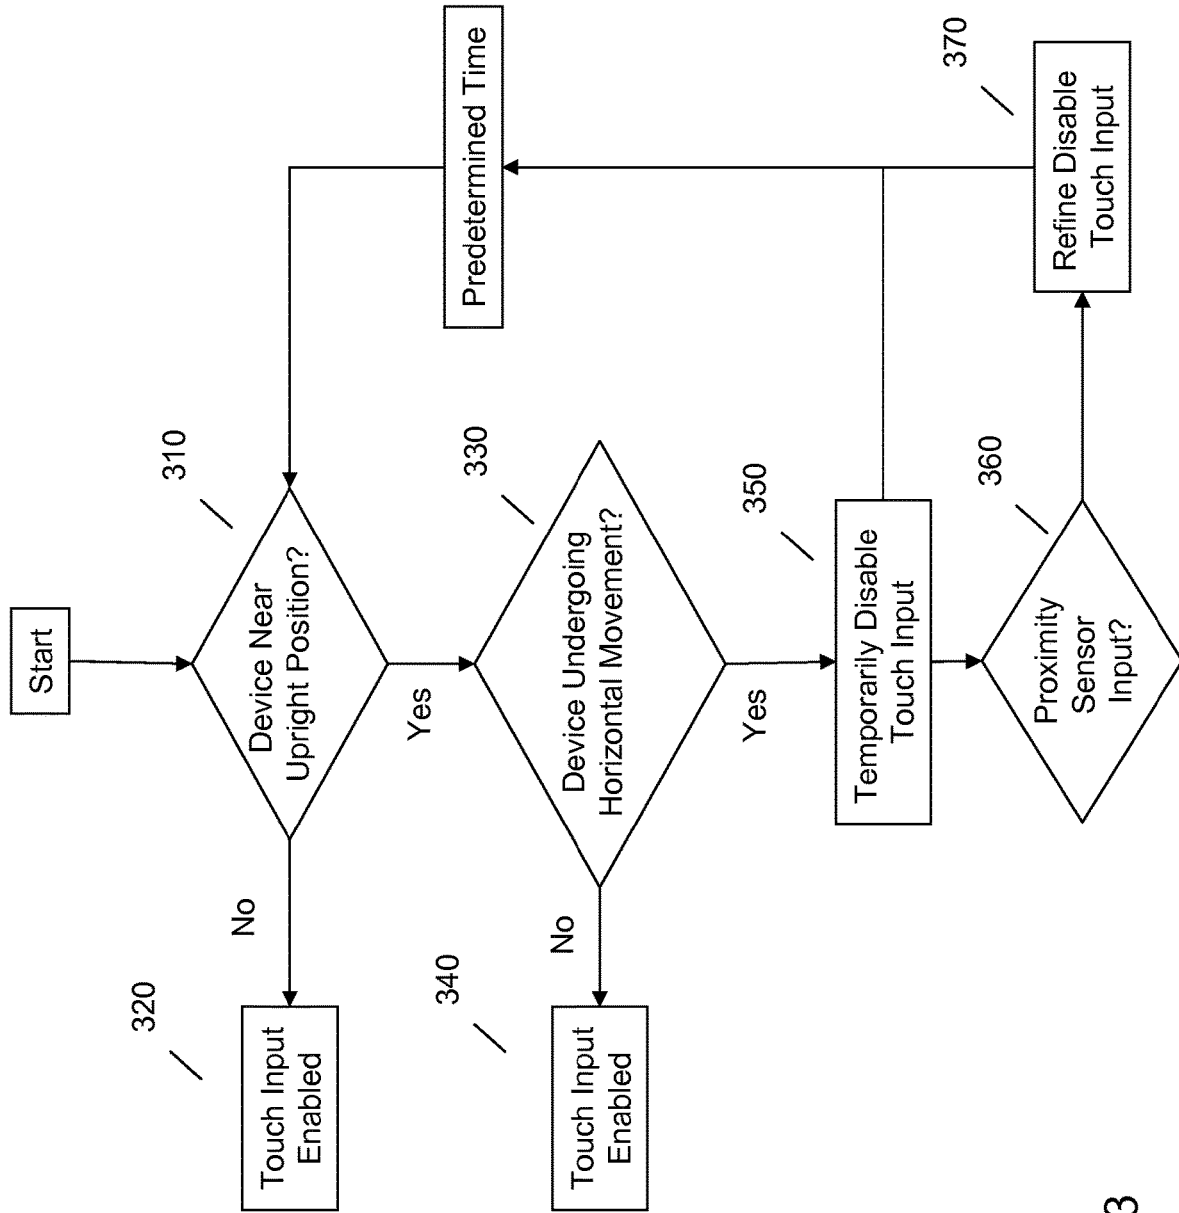 Start
310
Device Near
Upright Position?
No
320
Touch Input
Enabled
Yes
330
Device Undergoing
Horizontal Movement?
No
340
Touch Input
Enabled
Yes
350
Temporarily Disable
Touch Input
360
Proximity
Sensor
Input?
370
Refine Disable
Touch Input
Predetermined Time
3